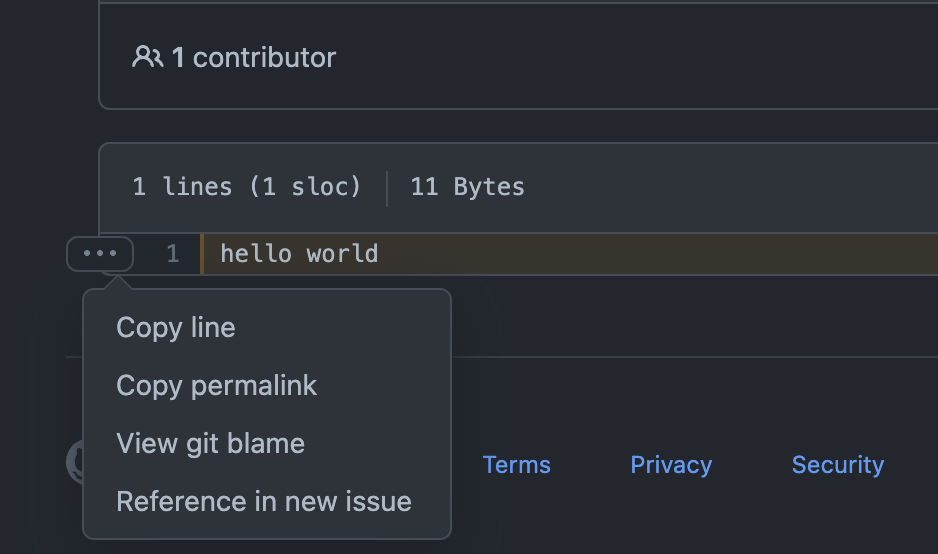 1 contributor
1 lines (1 sloc) 11 Bytes
... 1 hello world
Copy line
Copy permalink
View git blame
Reference in new issue
Terms Privacy Security